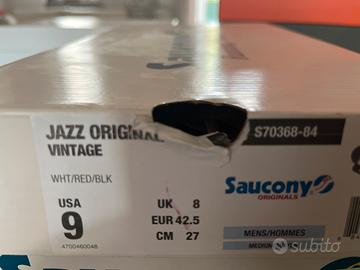 JAZZ ORIGINAL
VINTAGE
S70368-84
WHT/RED/BLK
Saucony
ORIGINALS
USA
9
UK 8
EUR 42.5
CM 27
4700460048
MENS/HOMMES
subito